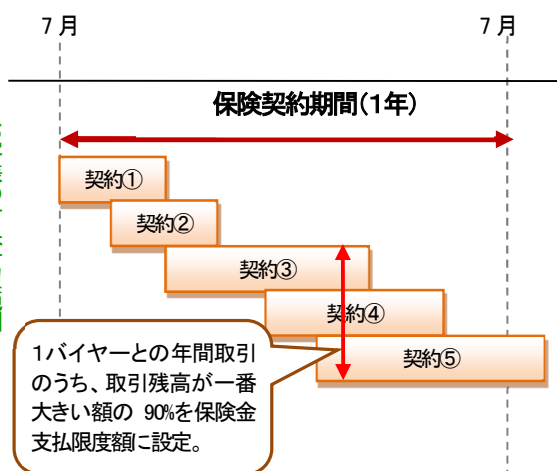 7月 7月
保険契約期間(1年)
契約①
契約②
契約③
契約④
契約⑤
1バイヤーとの年間取引
のうち、取引残高が一番
大きい額の 90%を保険金
支払限度額に設定。